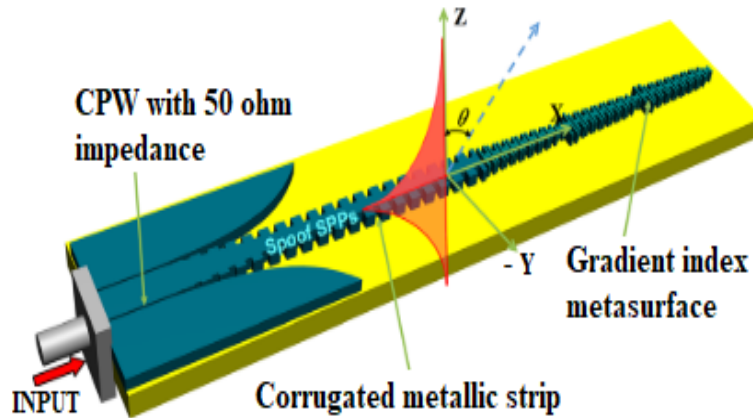 Z
CPW with 50 ohm
impedance
θ
X
Spoof SPPs
- Y
Gradient index
metasurface
INPUT
Corrugated metallic strip